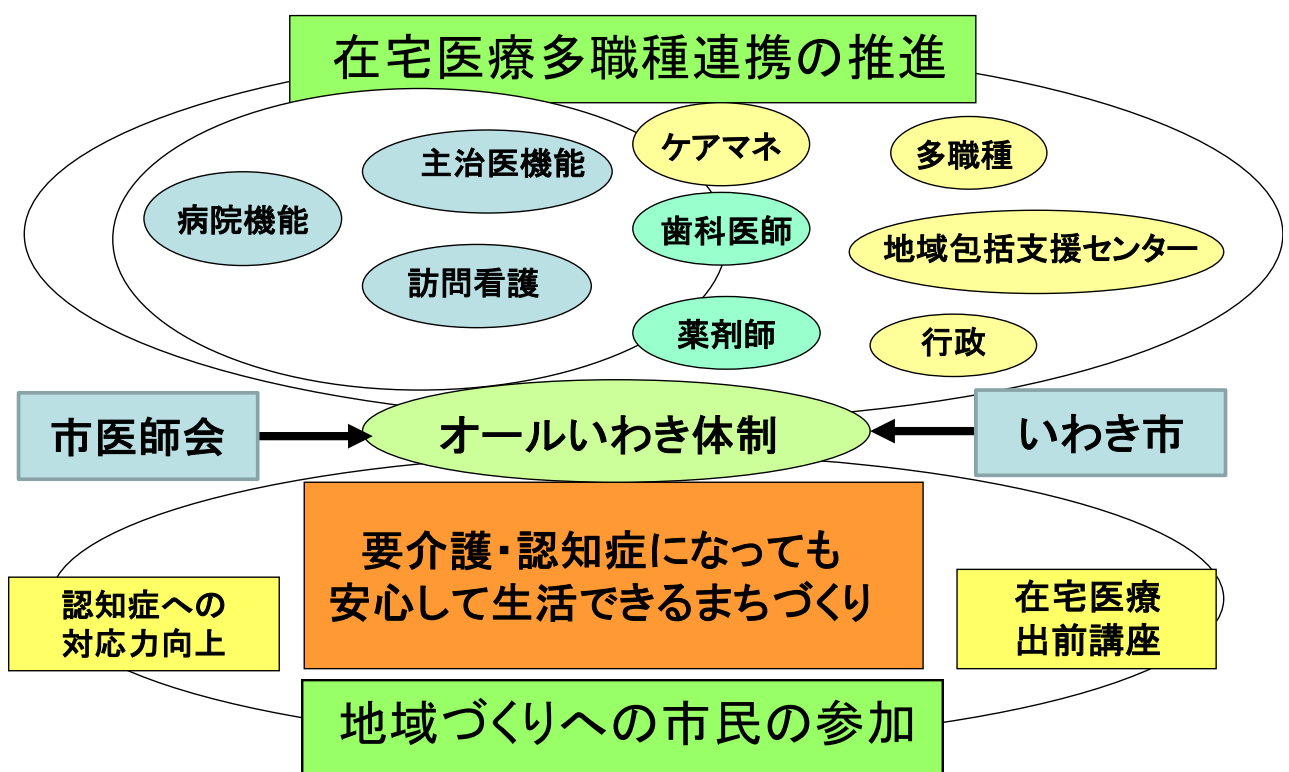 在宅医療多職種連携の推進
ケアマネ
多職種
主治医機能
病院機能
歯科医師
地域包括支援センター
訪問看護
薬剤師
行政
市医師会
オールいわき体制
いわき市
要介護・認知症になっても
安心して生活できるまちづくり
認知症への
対応力向上
在宅医療
出前講座
地域づくりへの市民の参加